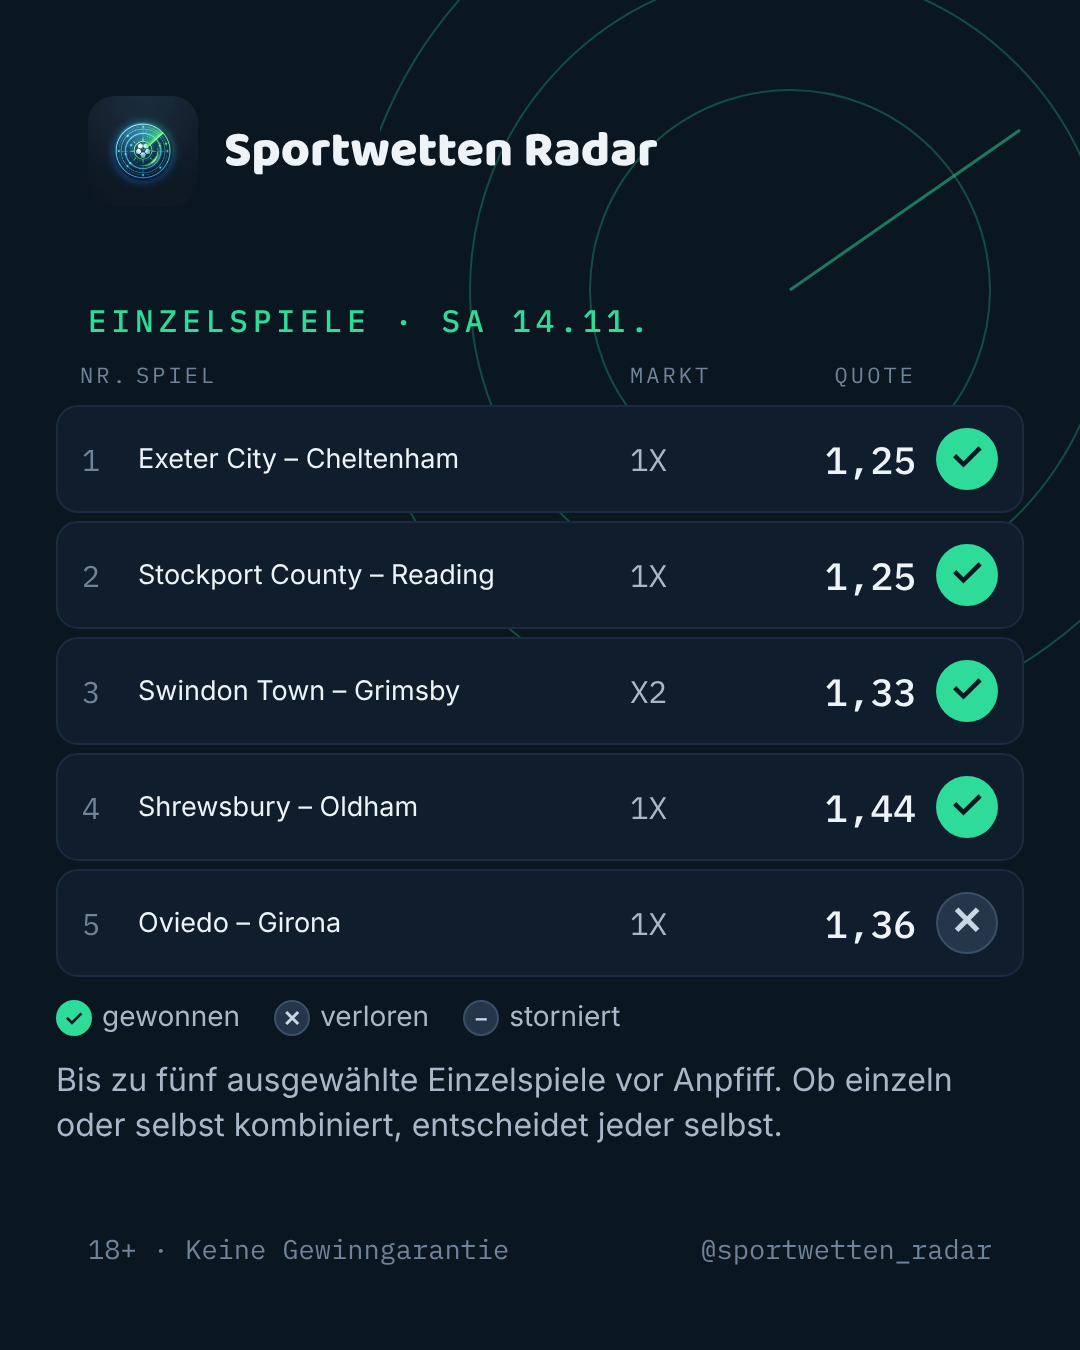 Sportwetten Radar
EINZELSPIELE · SA 14.11.
NR. SPIEL MARKT QUOTE
1 Exeter City – Cheltenham 1X 1,25
2 Stockport County – Reading 1X 1,25
3 Swindon Town – Grimsby X2 1,33
4 Shrewsbury – Oldham 1X 1,44
5 Oviedo – Girona 1X 1,36
gewonnen verloren storniert
Bis zu fünf ausgewählte Einzelspiele vor Anpfiff. Ob einzeln
oder selbst kombiniert, entscheidet jeder selbst.
18+ · Keine Gewinngarantie @sportwetten_radar